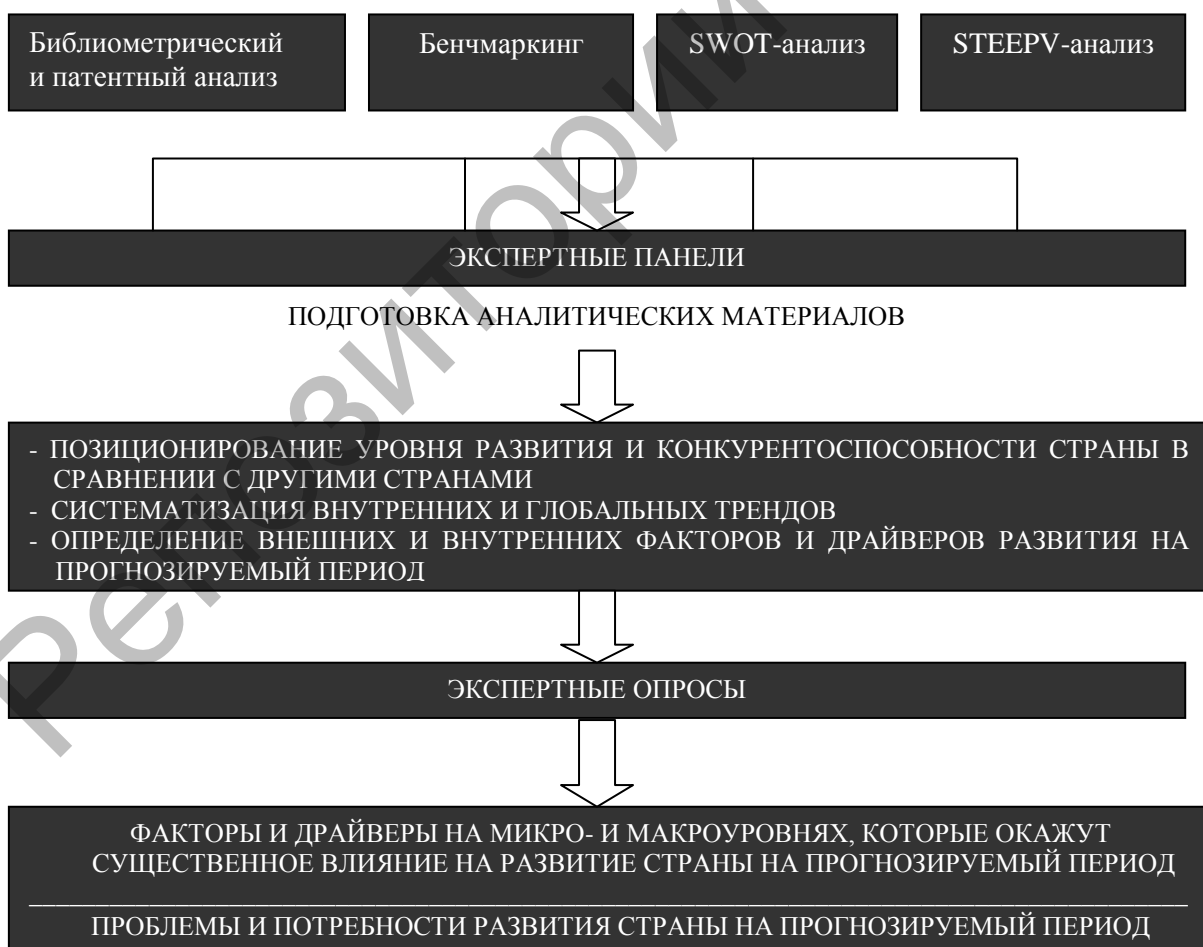 Библиометрический
и патентный анализ
Бенчмаркинг
SWOT-анализ
STEEPV-анализ
ЭКСПЕРТНЫЕ ПАНЕЛИ
ПОДГОТОВКА АНАЛИТИЧЕСКИХ МАТЕРИАЛОВ
- ПОЗИЦИОНИРОВАНИЕ УРОВНЯ РАЗВИТИЯ И КОНКУРЕНТОСПОСОБНОСТИ СТРАНЫ В
СРАВНЕНИИ С ДРУГИМИ СТРАНАМИ
- СИСТЕМАТИЗАЦИЯ ВНУТРЕННИХ И ГЛОБАЛЬНЫХ ТРЕНДОВ
- ОПРЕДЕЛЕНИЕ ВНЕШНИХ И ВНУТРЕННИХ ФАКТОРОВ И ДРАЙВЕРОВ РАЗВИТИЯ НА
ПРОГНОЗИРУЕМЫЙ ПЕРИОД
ЭКСПЕРТНЫЕ ОПРОСЫ
ФАКТОРЫ И ДРАЙВЕРЫ НА МИКРО- И МАКРОУРОВНЯХ, КОТОРЫЕ ОКАЖУТ
СУЩЕСТВЕННОЕ ВЛИЯНИЕ НА РАЗВИТИЕ СТРАНЫ НА ПРОГНОЗИРУЕМЫЙ ПЕРИОД
ПРОБЛЕМЫ И ПОТРЕБНОСТИ РАЗВИТИЯ СТРАНЫ НА ПРОГНОЗИРУЕМЫЙ ПЕРИОД
Репозитории